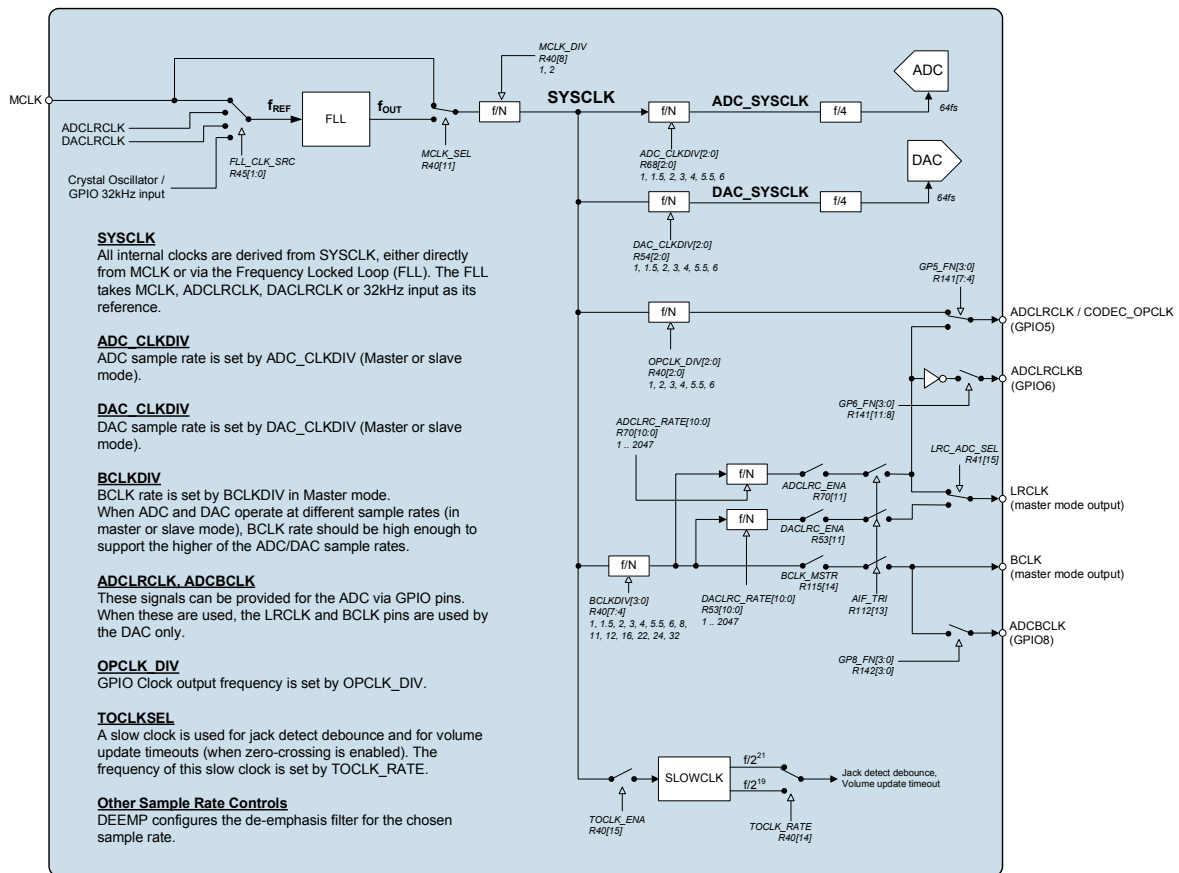 MCLK
ADCLRCLK
DACLRCLK
Crystal Oscillator /
GPIO 32kHz input
fREF
FLL
fOUT
FLL_CLK_SRC
R45[1:0]
MCLK_SEL
R40[11]
MCLK_DIV
R40[8]
1, 2
f/N
SYSCLK
f/N
ADC_SYSCLK
f/4
ADC
64fs
ADC_CLKDIV[2:0]
R68[2:0]
1, 1.5, 2, 3, 4, 5.5, 6
f/N
DAC_SYSCLK
f/4
DAC
64fs
DAC_CLKDIV[2:0]
R54[2:0]
1, 1.5, 2, 3, 4, 5.5, 6
SYSCLK
All internal clocks are derived from SYSCLK, either directly
from MCLK or via the Frequency Locked Loop (FLL). The FLL
takes MCLK, ADCLRCLK, DACLRCLK or 32kHz input as its
reference.
ADC_CLKDIV
ADC sample rate is set by ADC_CLKDIV (Master or slave
mode).
DAC_CLKDIV
DAC sample rate is set by DAC_CLKDIV (Master or slave
mode).
BCLKDIV
BCLK rate is set by BCLKDIV in Master mode.
When ADC and DAC operate at different sample rates (in
master or slave mode), BCLK rate should be high enough to
support the higher of the ADC/DAC sample rates.
ADCLRCLK, ADCBCLK
These signals can be provided for the ADC via GPIO pins.
When these are used, the LRCLK and BCLK pins are used by
the DAC only.
OPCLK_DIV
GPIO Clock output frequency is set by OPCLK_DIV.
TOCLKSEL
A slow clock is used for jack detect debounce and for volume
update timeouts (when zero-crossing is enabled). The
frequency of this slow clock is set by TOCLK_RATE.
Other Sample Rate Controls
DEEMP configures the de-emphasis filter for the chosen
sample rate.
f/N
OPCLK_DIV[2:0]
R40[2:0]
1, 2, 3, 4, 5.5, 6
GP5_FN[3:0]
R141[7:4]
ADCLRCLK / CODEC_OPCLK
(GPIO5)
ADCLRCLKB
(GPIO6)
GP6_FN[3:0]
R141[11:8]
ADCLRC_RATE[10:0]
R70[10:0]
1 .. 2047
f/N
ADCLRC_ENA
R70[11]
LRC_ADC_SEL
R41[15]
LRCLK
(master mode output)
f/N
DACLRC_ENA
R53[11]
f/N
BCLKDIV[3:0]
R40[7:4]
1, 1.5, 2, 3, 4, 5.5, 6, 8,
11, 12, 16, 22, 24, 32
DACLRC_RATE[10:0]
R53[10:0]
1 .. 2047
BCLK_MSTR
R115[14]
AIF_TRI
R112[13]
BCLK
(master mode output)
ADCBCLK
(GPIO8)
GP8_FN[3:0]
R142[3:0]
SLOWCLK
f/2²¹
f/2¹⁹
Jack detect debounce,
Volume update timeout
TOCLK_ENA
R40[15]
TOCLK_RATE
R40[14]